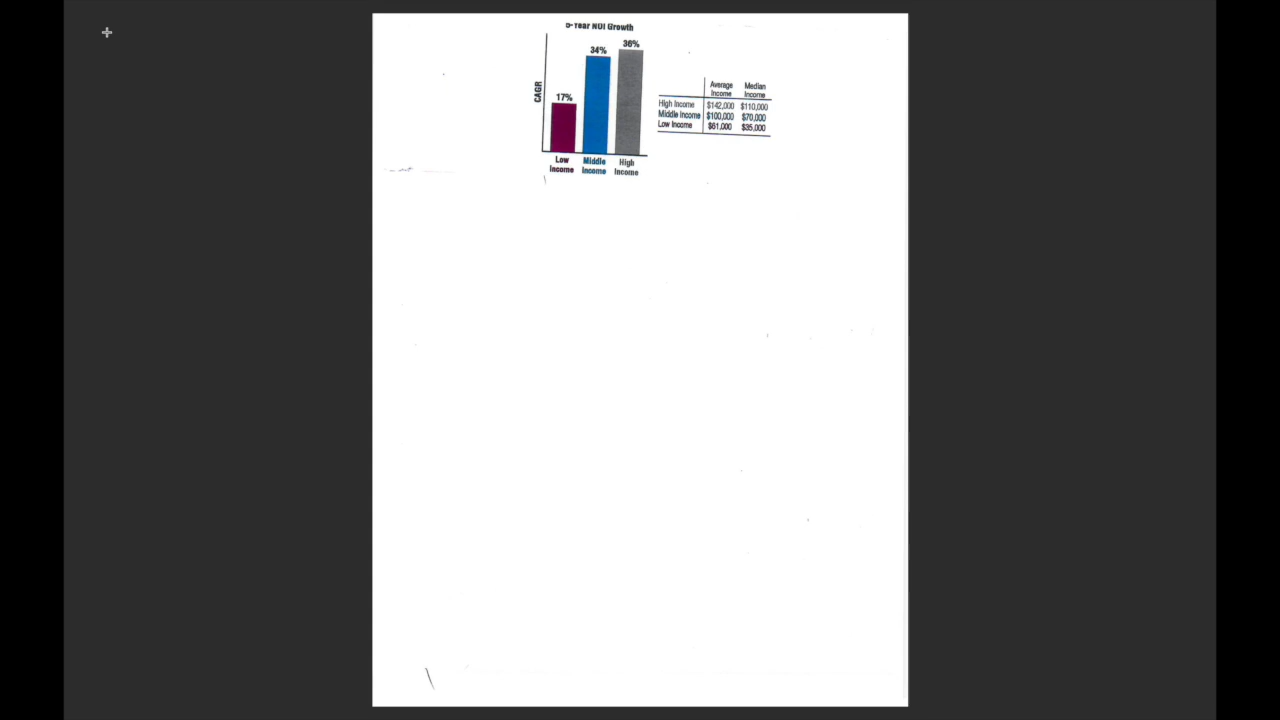 5-Year NOI Growth
36%
34%
17%
CAGR
Low Income
Middle Income
High Income
Average Income
Median Income
High Income $142,000 $110,000
Middle Income $100,000 $70,000
Low Income $61,000 $35,000